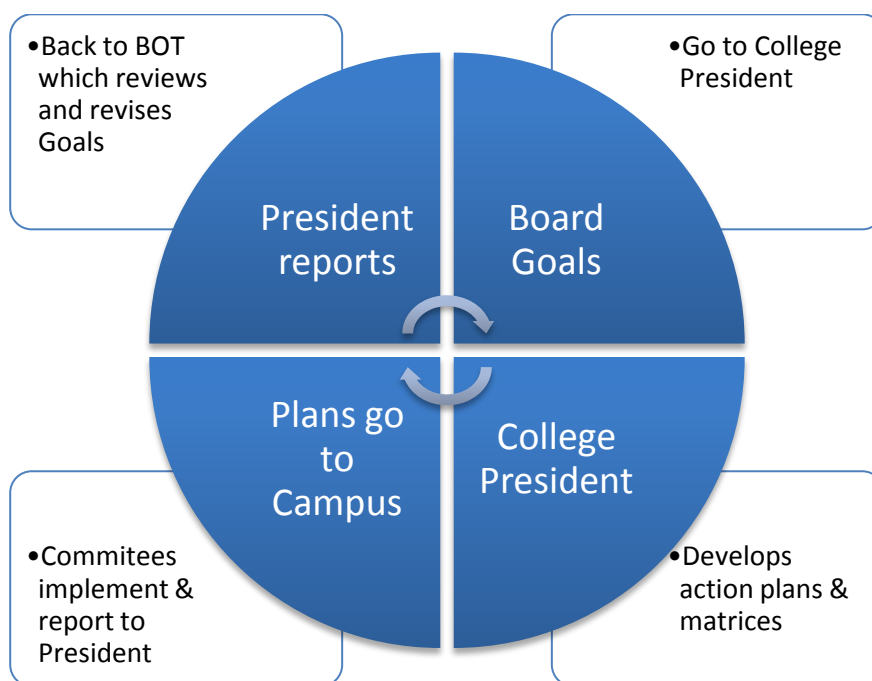 •Back to BOT
which reviews
and revises
Goals
•Go to College
President
President
reports
Board
Goals
Plans go
to
Campus
College
President
•Commitees
implement &
report to
President
•Develops
action plans &
matrices